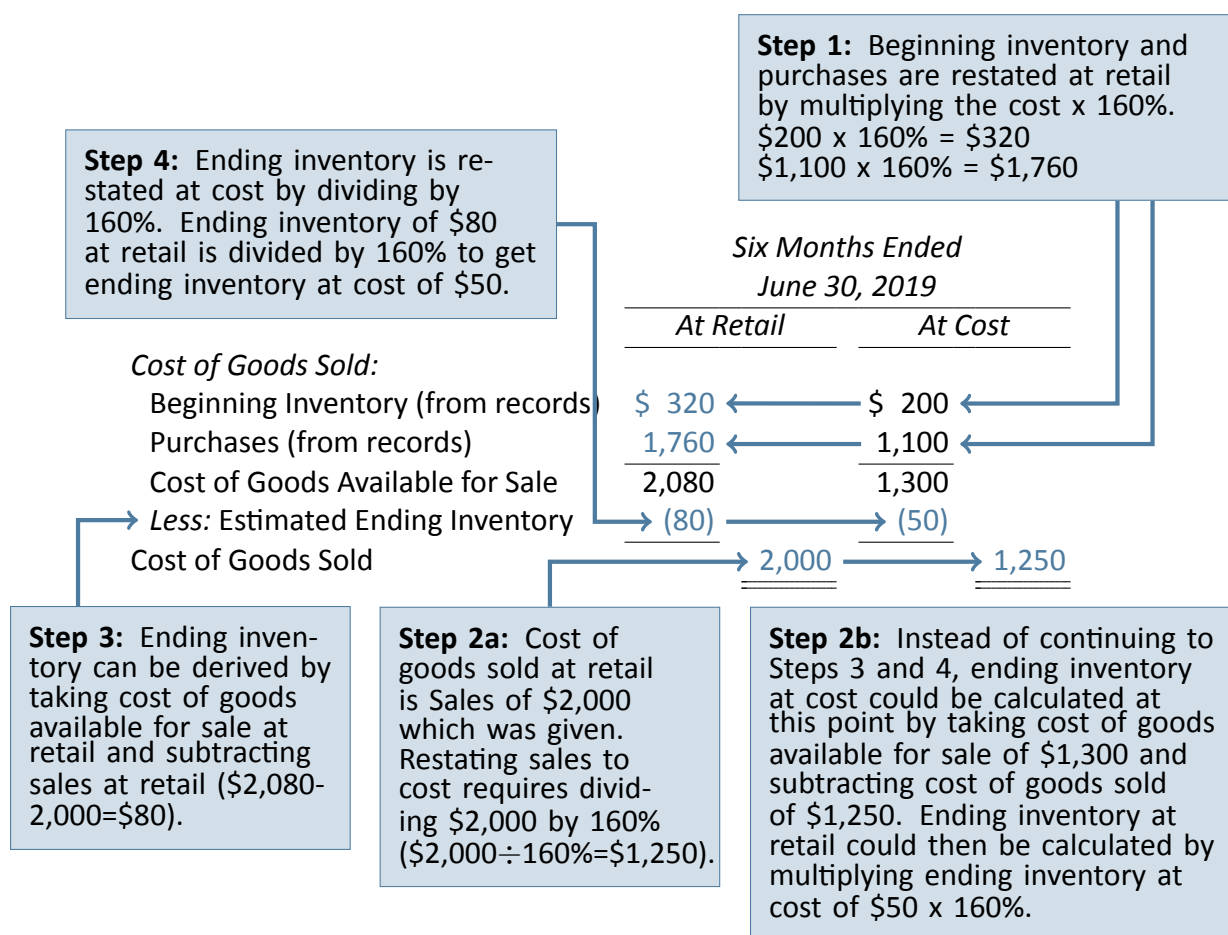 Step 1: Beginning inventory and
purchases are restated at retail
by multiplying the cost x 160%.
$200 x 160% = $320
$1,100 x 160% = $1,760
Step 4: Ending inventory is re-
stated at cost by dividing by
160%. Ending inventory of $80
at retail is divided by 160% to get
ending inventory at cost of $50.
Six Months Ended
June 30, 2019
At Retail At Cost
Cost of Goods Sold:
Beginning Inventory (from records) $ 320 $ 200
Purchases (from records) 1,760 1,100
Cost of Goods Available for Sale 2,080 1,300
Less: Estimated Ending Inventory (80) (50)
Cost of Goods Sold 2,000 1,250
Step 3: Ending inven-
tory can be derived by
taking cost of goods
available for sale at
retail and subtracting
sales at retail ($2,080-
2,000=$80).
Step 2a: Cost of
goods sold at retail
is Sales of $2,000
which was given.
Restating sales to
cost requires divid-
ing $2,000 by 160%
($2,000÷160%=$1,250).
Step 2b: Instead of continuing to
Steps 3 and 4, ending inventory
at cost could be calculated at
this point by taking cost of goods
available for sale of $1,300 and
subtracting cost of goods sold
of $1,250. Ending inventory at
retail could then be calculated by
multiplying ending inventory at
cost of $50 x 160%.